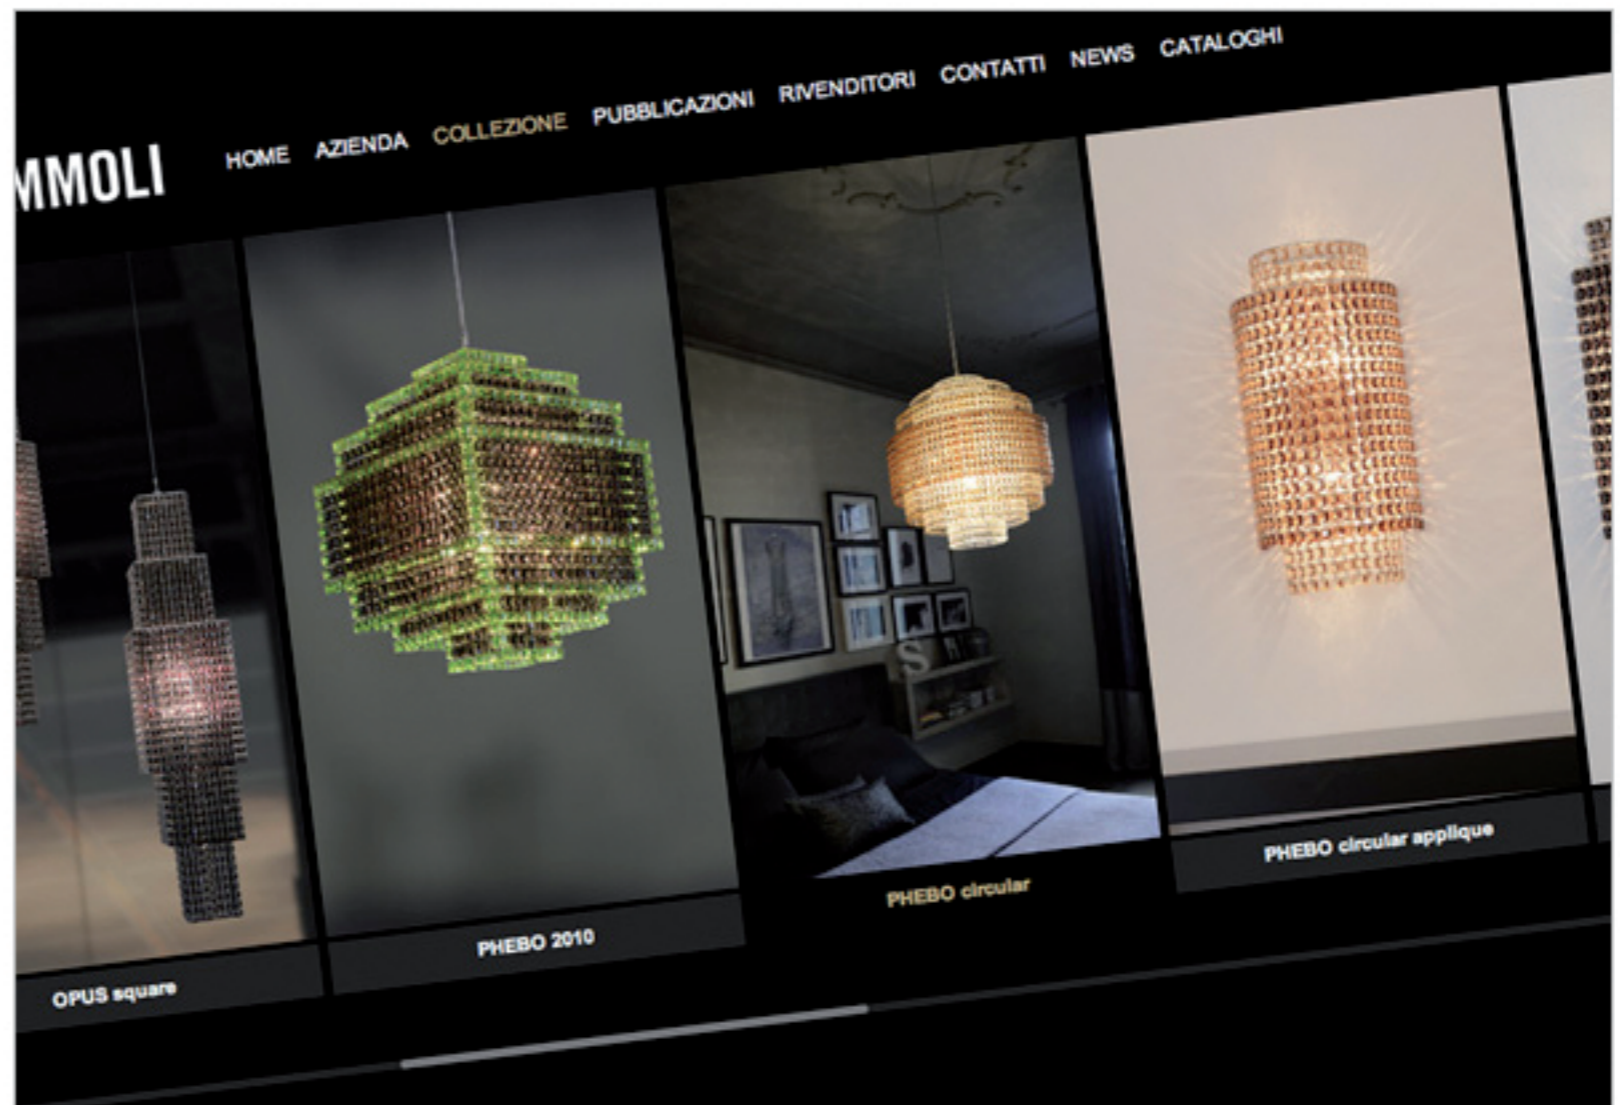 MMOLI
HOME AZIENDA COLLEZIONE PUBBLICAZIONI RIVENDITORI CONTATTI NEWS CATALOGHI
S
OPUS square
PHEBO 2010
PHEBO circular
PHEBO circular applique